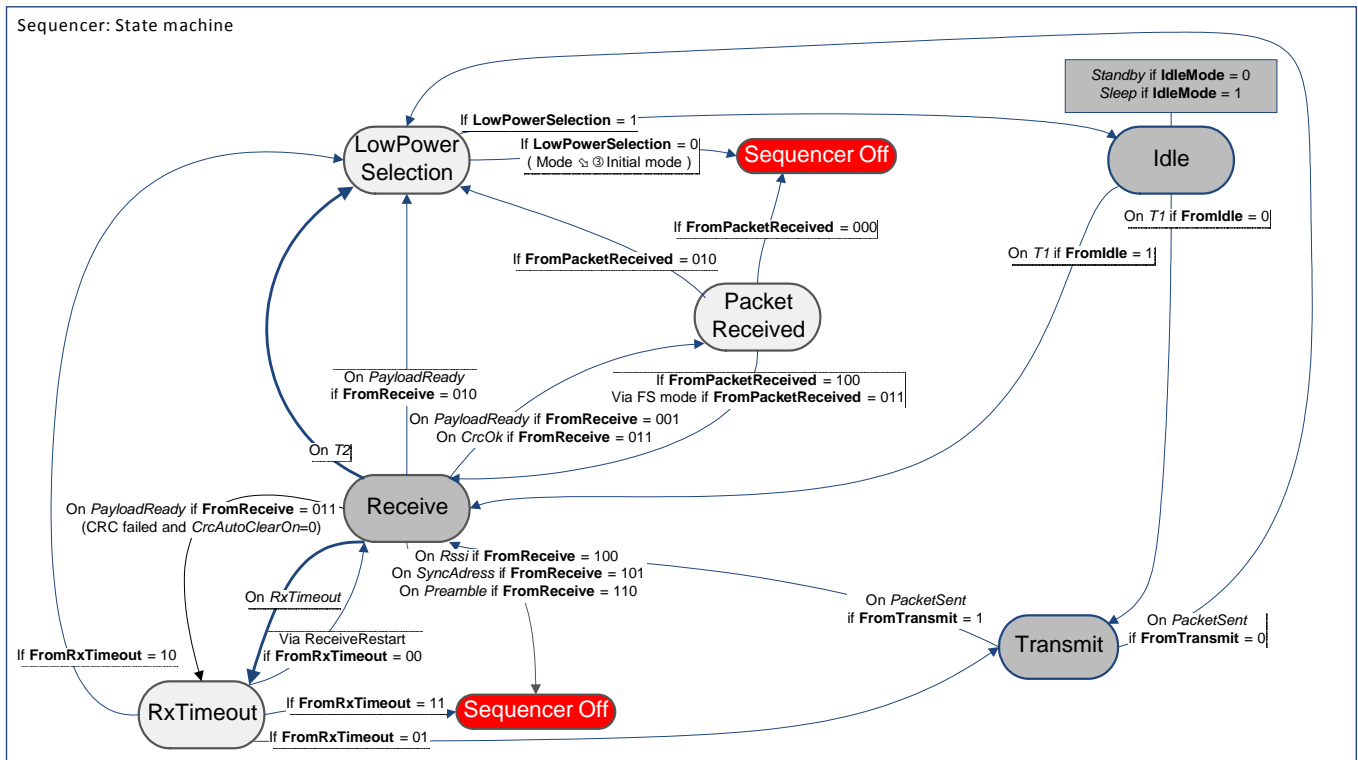 Sequencer: State machine
Standby if IdleMode = 0
Sleep if IdleMode = 1
If LowPowerSelection = 1
LowPower
Selection
If LowPowerSelection = 0
( Mode ⇘ ③ Initial mode )
Sequencer Off
Idle
On T1 if FromIdle = 0
If FromPacketReceived = 000
On T1 if FromIdle = 1
If FromPacketReceived = 010
Packet
Received
On PayloadReady
if FromReceive = 010
If FromPacketReceived = 100
Via FS mode if FromPacketReceived = 011
On PayloadReady if FromReceive = 001
On CrcOk if FromReceive = 011
On T2
Receive
On PayloadReady if FromReceive = 011
(CRC failed and CrcAutoClearOn=0)
On Rssi if FromReceive = 100
On SyncAdress if FromReceive = 101
On Preamble if FromReceive = 110
On RxTimeout
On PacketSent
if FromTransmit = 1
On PacketSent
if FromTransmit = 0
Transmit
Via ReceiveRestart
if FromRxTimeout = 00
If FromRxTimeout = 10
RxTimeout
If FromRxTimeout = 11
Sequencer Off
If FromRxTimeout = 01